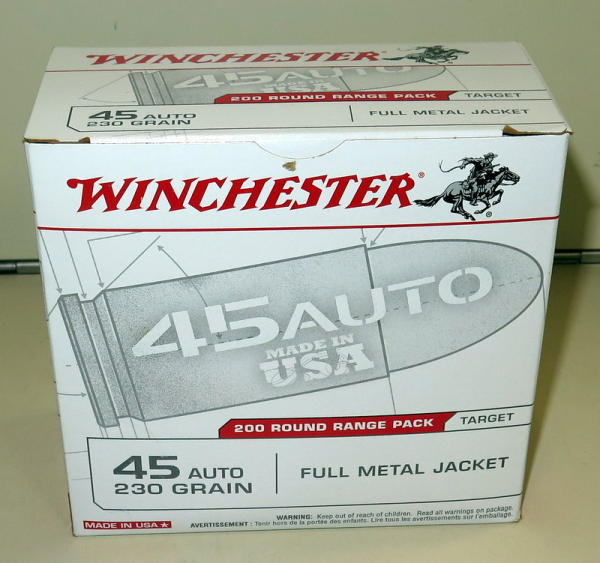 WINCHESTER
45 AUTO
200 ROUND RANGE PACK TARGET
45 AUTO
230 GRAIN
FULL METAL JACKET
WINCHESTER®
45 AUTO
MADE IN
USA
200 ROUND RANGE PACK TARGET
45 AUTO
230 GRAIN
FULL METAL JACKET
WARNING: Keep out of reach of children. Read all warnings on package.
MADE IN USA★ AVERTISSEMENT : Tenir hors de la portée des enfants. Lire tous les avertissements sur l'emballage.